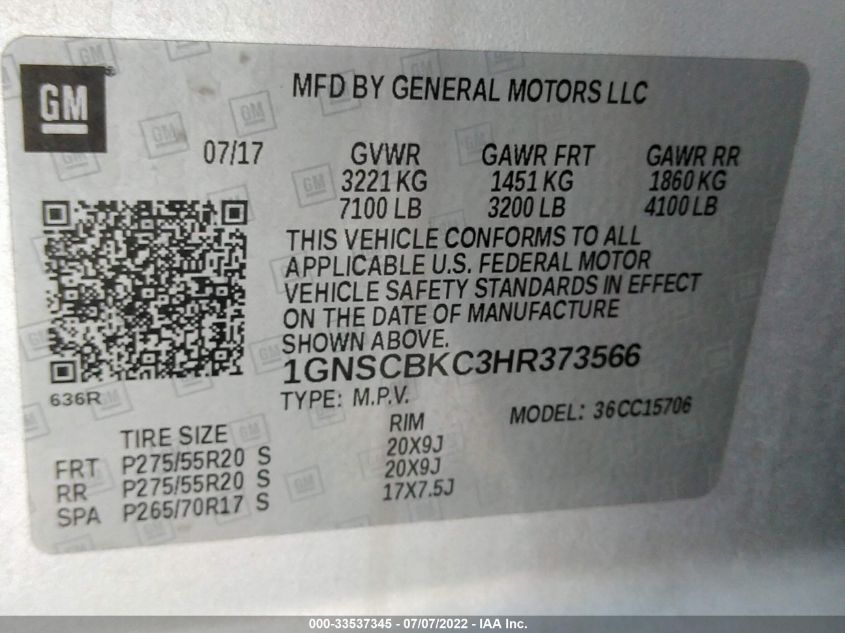 GM
MFD BY GENERAL MOTORS LLC
07/17 GVWR GAWR FRT GAWR RR
3221 KG 1451 KG 1860 KG
7100 LB 3200 LB 4100 LB
THIS VEHICLE CONFORMS TO ALL
APPLICABLE U.S. FEDERAL MOTOR
VEHICLE SAFETY STANDARDS IN EFFECT
ON THE DATE OF MANUFACTURE
SHOWN ABOVE.
1GNSCBKC3HR373566
636R
TYPE: M.P.V.
MODEL: 36CC15706
TIRE SIZE RIM
FRT P275/55R20 S 20X9J
RR P275/55R20 S 20X9J
SPA P265/70R17 S 17X7.5J
000-33537345 - 07/07/2022 - IAA, Inc.